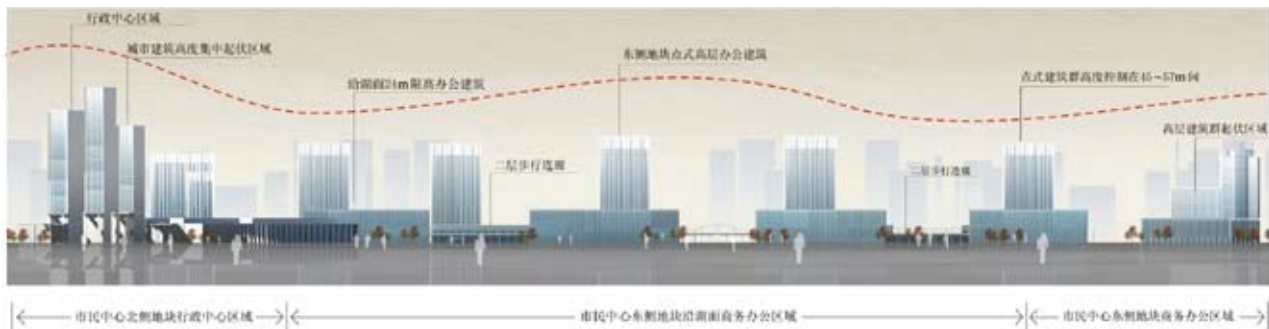 行政中心区域
城市建筑高度集中起伏区域
沿湖面24m限高办公建筑
东侧地块点式高层办公建筑
点式建筑群高度控制在45~57m间
高层建筑群起伏区域
二层步行连廊
二层步行连廊
市民中心北侧地块行政中心区域
市民中心东侧地块沿湖面商务办公区域
市民中心东侧地块商务办公区域